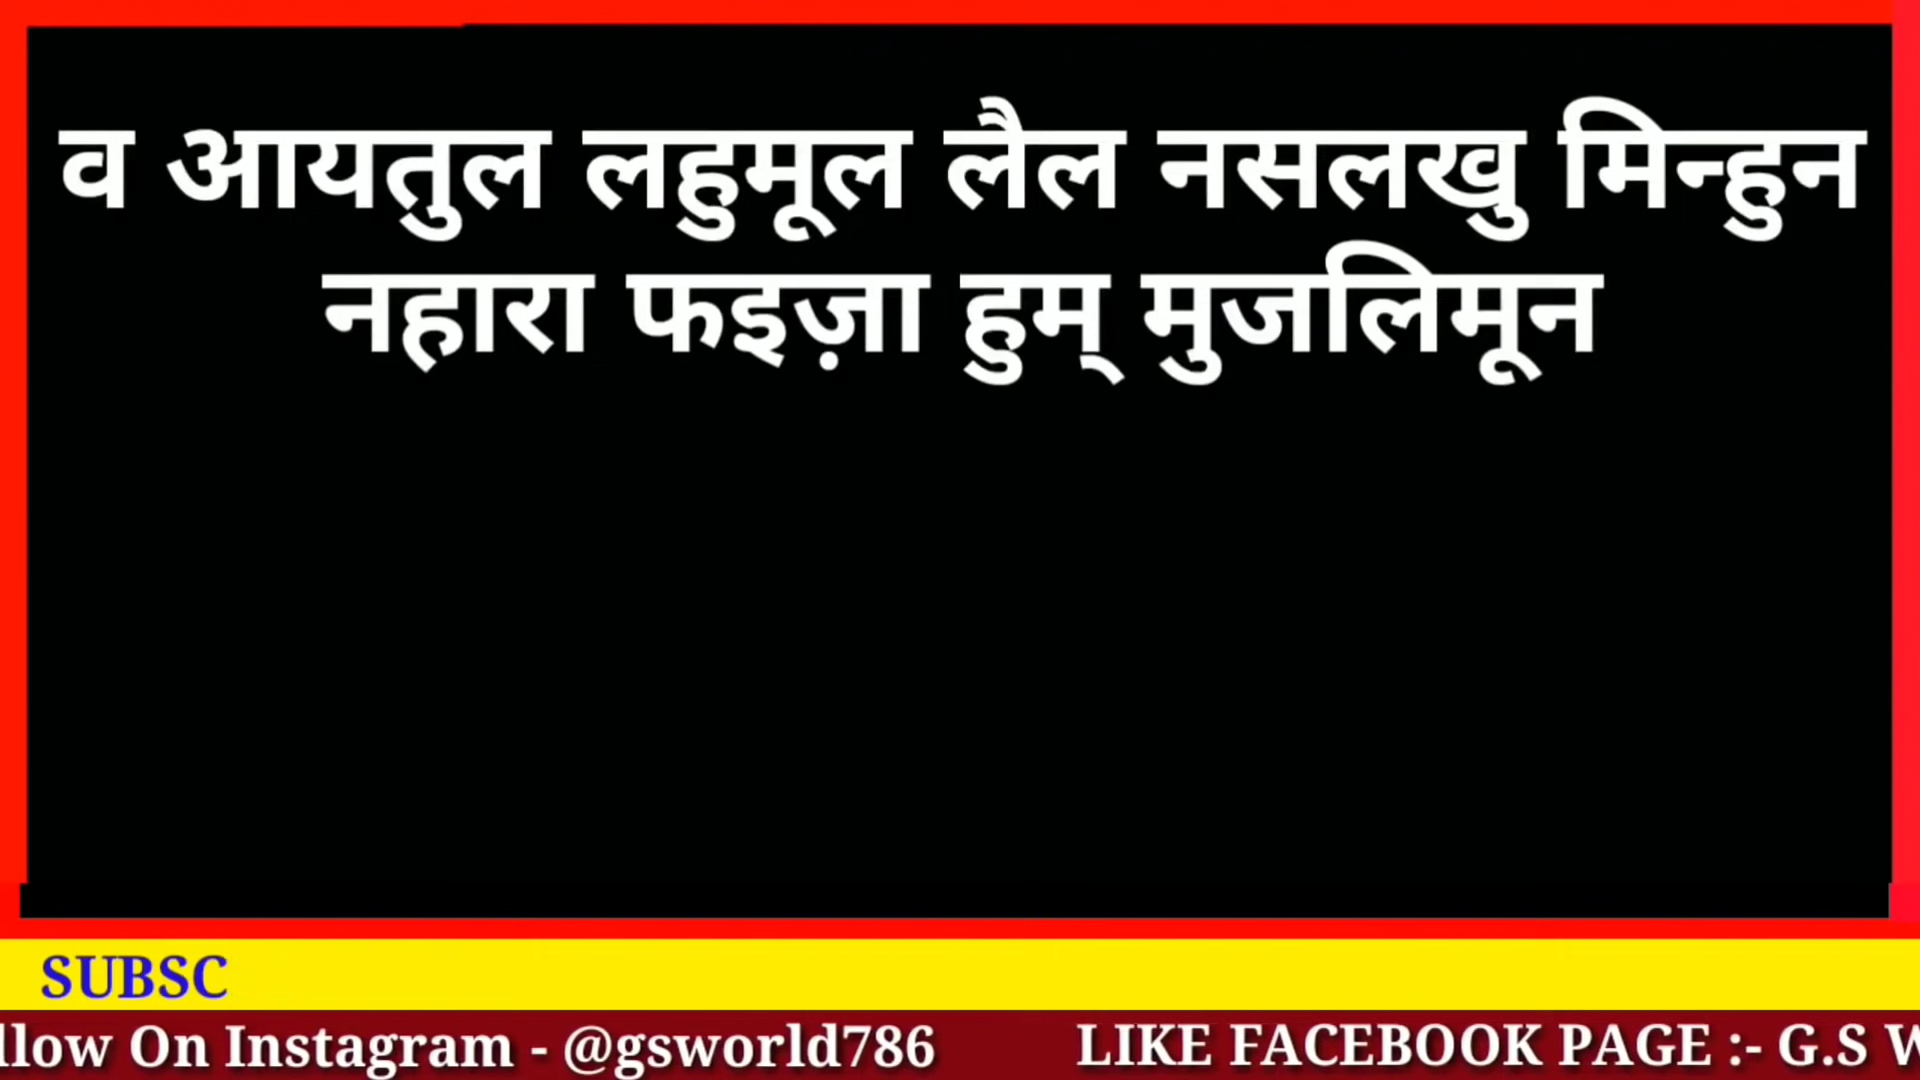 व आयतुल लहुमूल लैल नसलखु मिन्हुन
नहारा फइज़ा हुम् मुजलिमून
SUBSC
llow On Instagram - @gsworld786 LIKE FACEBOOK PAGE :- G.S W